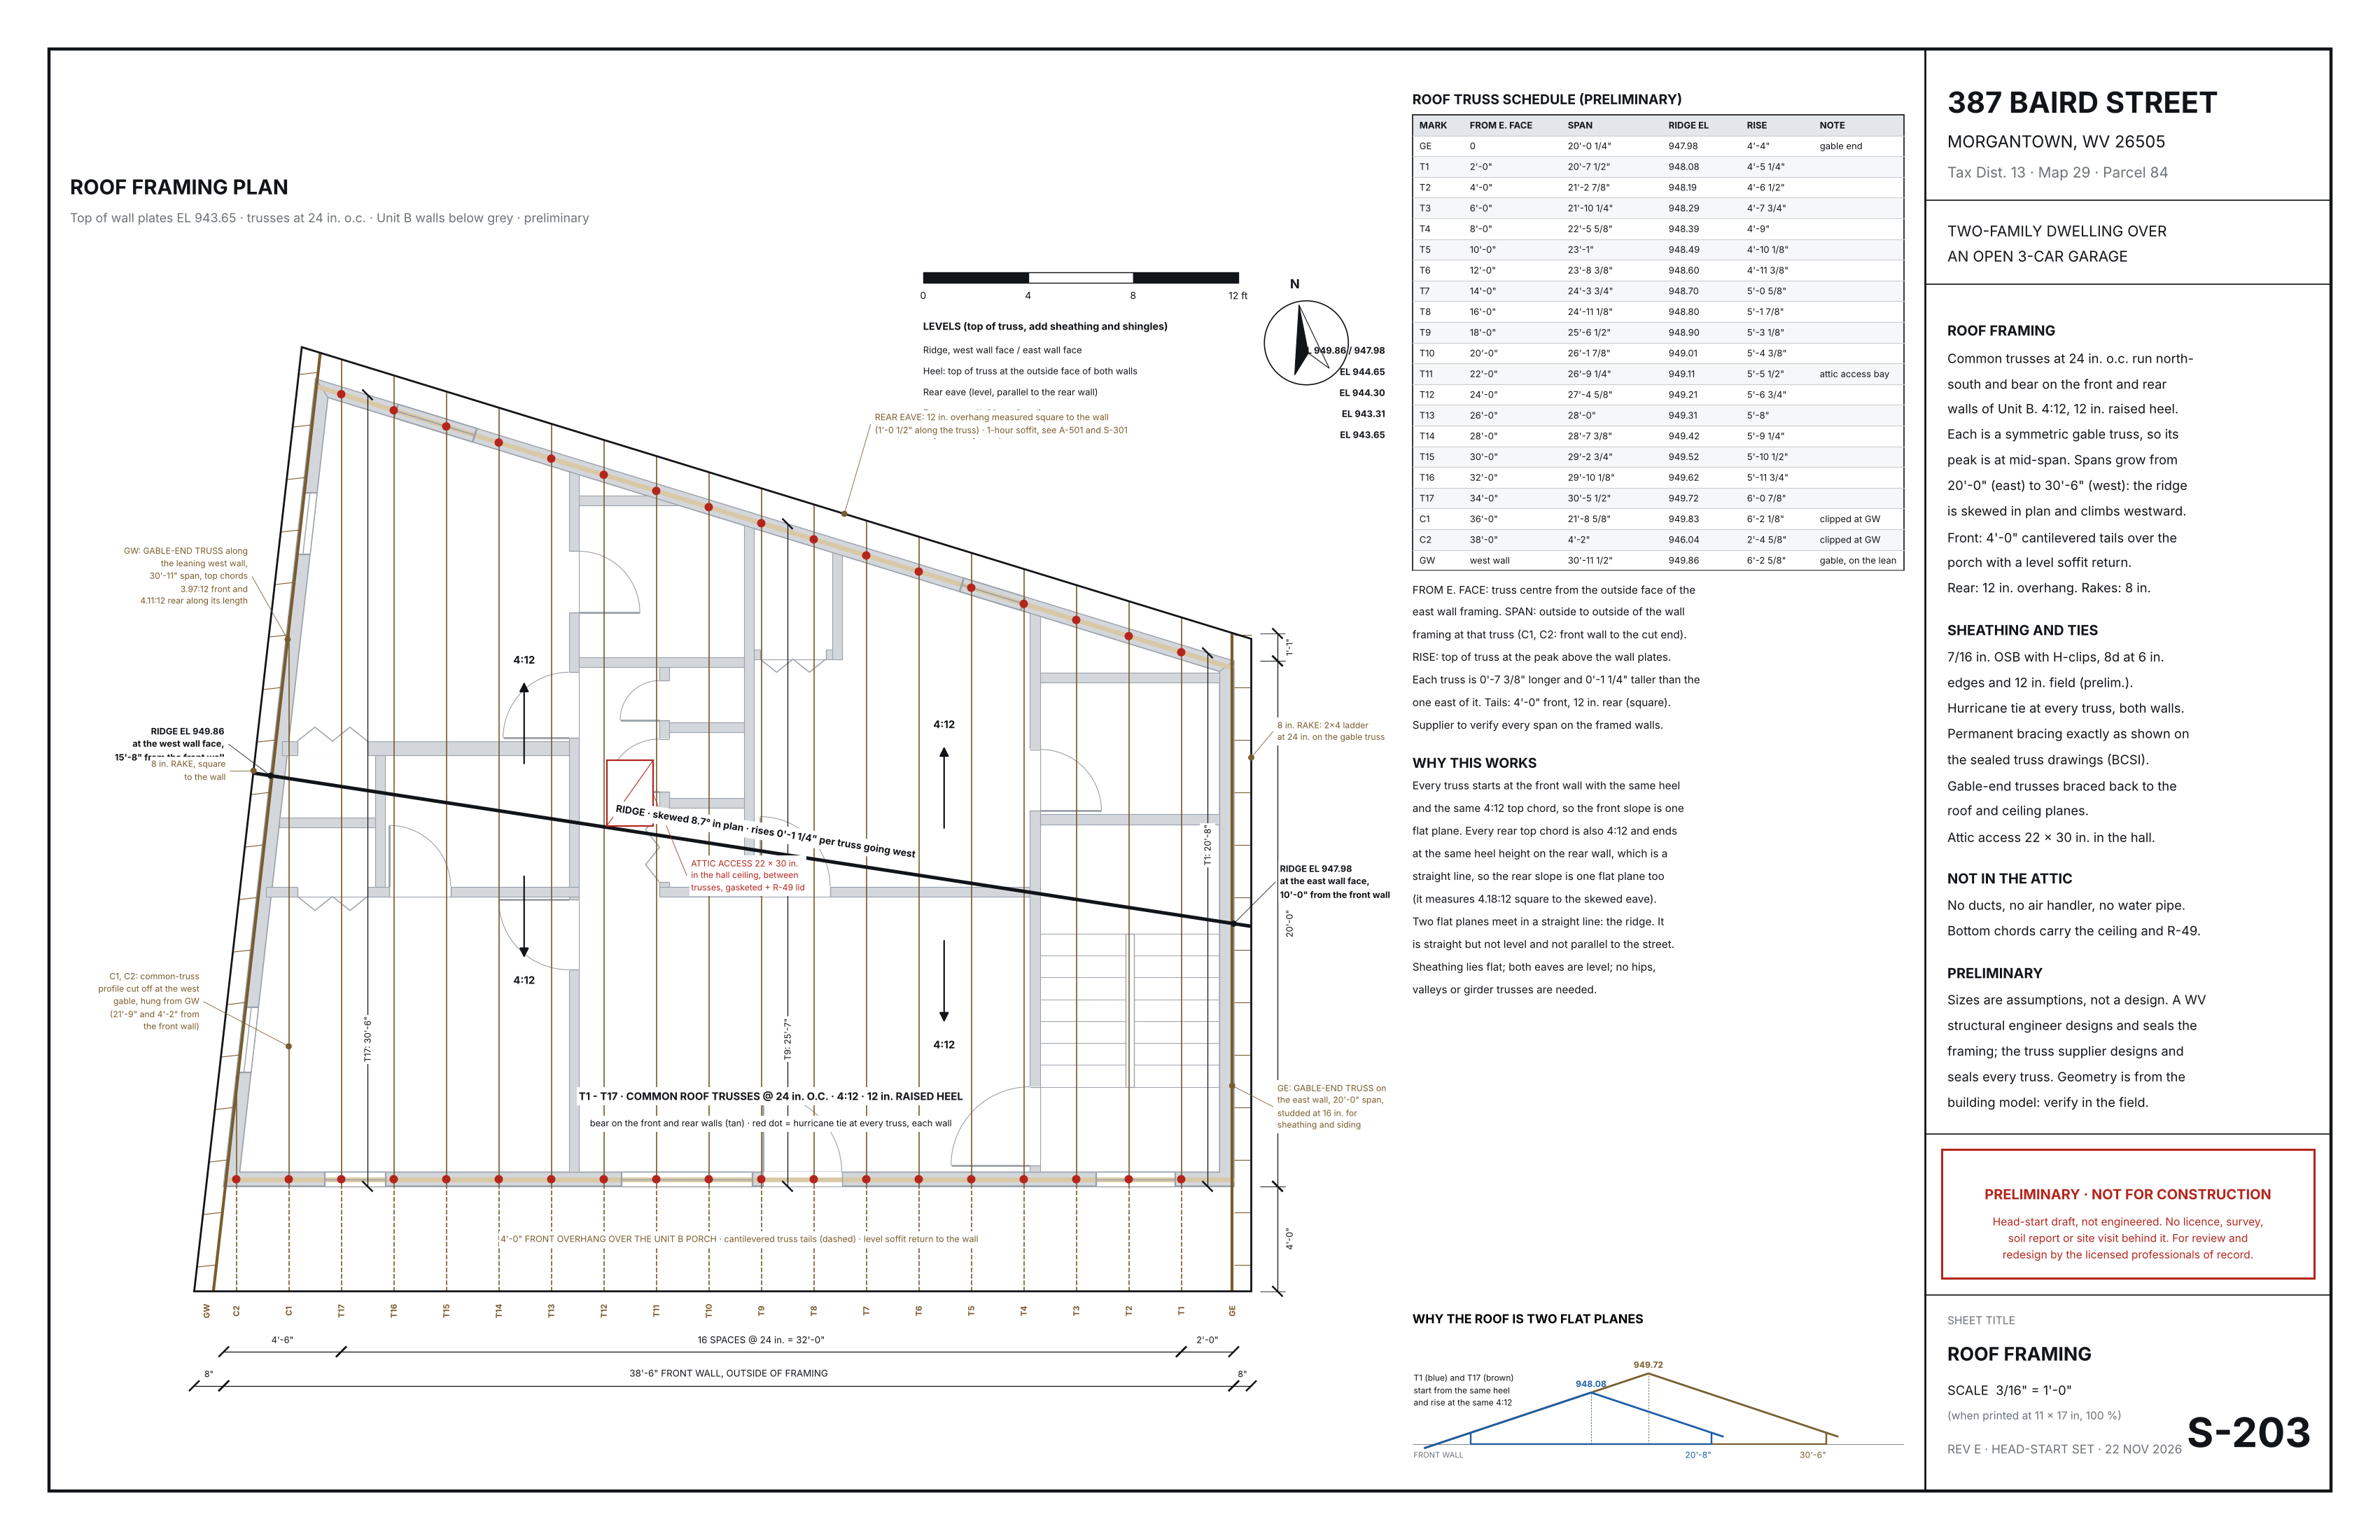 ROOF FRAMING PLAN
Top of wall plates EL 943.65 · trusses at 24 in. o.c. · Unit B walls below grey · preliminary
0 4 8 12 ft
N
LEVELS (top of truss, add sheathing and shingles)
Ridge, west wall face / east wall face 949.86 / 947.98
Heel: top of truss at the outside face of both walls EL 944.65
Rear eave (level, parallel to the rear wall) EL 944.30
EL 943.31
EL 943.65
REAR EAVE: 12 in. overhang measured square to the wall
(1'-0 1/2" along the truss) · 1-hour soffit, see A-501 and S-301
GW: GABLE-END TRUSS along
the leaning west wall,
30'-11" span, top chords
3.97:12 front and
4.11:12 rear along its length
RIDGE EL 949.86
at the west wall face,
15'-8" from the front wall
8 in. RAKE, square
to the wall
C1, C2: common-truss
profile cut off at the west
gable, hung from GW
(21'-9" and 4'-2" from
the front wall)
4:12
4:12
4:12
4:12
RIDGE · skewed 8.7° in plan · rises 0'-1 1/4" per truss going west
ATTIC ACCESS 22 × 30 in.
in the hall ceiling, between
trusses, gasketed + R-49 lid
T17: 30'-6"
T9: 25'-7"
T1: 20'-8"
1'-1"
20'-0"
4'-0"
8 in. RAKE: 2×4 ladder
at 24 in. on the gable truss
RIDGE EL 947.98
at the east wall face,
10'-0" from the front wall
GE: GABLE-END TRUSS on
the east wall, 20'-0" span,
studded at 16 in. for
sheathing and siding
T1 - T17 · COMMON ROOF TRUSSES @ 24 in. O.C. · 4:12 · 12 in. RAISED HEEL
bear on the front and rear walls (tan) · red dot = hurricane tie at every truss, each wall
4'-0" FRONT OVERHANG OVER THE UNIT B PORCH · cantilevered truss tails (dashed) · level soffit return to the wall
GW C2 C1 T17 T16 T15 T14 T13 T12 T11 T10 T9 T8 T7 T6 T5 T4 T3 T2 T1 GE
4'-6" 16 SPACES @ 24 in. = 32'-0" 2'-0"
8" 38'-6" FRONT WALL, OUTSIDE OF FRAMING 8"
ROOF TRUSS SCHEDULE (PRELIMINARY)
MARK FROM E. FACE SPAN RIDGE EL RISE NOTE
GE 0 20'-0 1/4" 947.98 4'-4" gable end
T1 2'-0" 20'-7 1/2" 948.08 4'-5 1/4"
T2 4'-0" 21'-2 7/8" 948.19 4'-6 1/2"
T3 6'-0" 21'-10 1/4" 948.29 4'-7 3/4"
T4 8'-0" 22'-5 5/8" 948.39 4'-9"
T5 10'-0" 23'-1" 948.49 4'-10 1/8"
T6 12'-0" 23'-8 3/8" 948.60 4'-11 3/8"
T7 14'-0" 24'-3 3/4" 948.70 5'-0 5/8"
T8 16'-0" 24'-11 1/8" 948.80 5'-1 7/8"
T9 18'-0" 25'-6 1/2" 948.90 5'-3 1/8"
T10 20'-0" 26'-1 7/8" 949.01 5'-4 3/8"
T11 22'-0" 26'-9 1/4" 949.11 5'-5 1/2" attic access bay
T12 24'-0" 27'-4 5/8" 949.21 5'-6 3/4"
T13 26'-0" 28'-0" 949.31 5'-8"
T14 28'-0" 28'-7 3/8" 949.42 5'-9 1/4"
T15 30'-0" 29'-2 3/4" 949.52 5'-10 1/2"
T16 32'-0" 29'-10 1/8" 949.62 5'-11 3/4"
T17 34'-0" 30'-5 1/2" 949.72 6'-0 7/8"
C1 36'-0" 21'-8 5/8" 949.83 6'-2 1/8" clipped at GW
C2 38'-0" 4'-2" 946.04 2'-4 5/8" clipped at GW
GW west wall 30'-11 1/2" 949.86 6'-2 5/8" gable, on the lean
FROM E. FACE: truss centre from the outside face of the
east wall framing. SPAN: outside to outside of the wall
framing at that truss (C1, C2: front wall to the cut end).
RISE: top of truss at the peak above the wall plates.
Each truss is 0'-7 3/8" longer and 0'-1 1/4" taller than the
one east of it. Tails: 4'-0" front, 12 in. rear (square).
Supplier to verify every span on the framed walls.
WHY THIS WORKS
Every truss starts at the front wall with the same heel
and the same 4:12 top chord, so the front slope is one
flat plane. Every rear top chord is also 4:12 and ends
at the same heel height on the rear wall, which is a
straight line, so the rear slope is one flat plane too
(it measures 4.18:12 square to the skewed eave).
Two flat planes meet in a straight line: the ridge. It
is straight but not level and not parallel to the street.
Sheathing lies flat; both eaves are level; no hips,
valleys or girder trusses are needed.
WHY THE ROOF IS TWO FLAT PLANES
T1 (blue) and T17 (brown)
start from the same heel
and rise at the same 4:12
948.08
949.72
FRONT WALL 20'-8" 30'-6"
387 BAIRD STREET
MORGANTOWN, WV 26505
Tax Dist. 13 · Map 29 · Parcel 84
TWO-FAMILY DWELLING OVER
AN OPEN 3-CAR GARAGE
ROOF FRAMING
Common trusses at 24 in. o.c. run north-
south and bear on the front and rear
walls of Unit B. 4:12, 12 in. raised heel.
Each is a symmetric gable truss, so its
peak is at mid-span. Spans grow from
20'-0" (east) to 30'-6" (west): the ridge
is skewed in plan and climbs westward.
Front: 4'-0" cantilevered tails over the
porch with a level soffit return.
Rear: 12 in. overhang. Rakes: 8 in.
SHEATHING AND TIES
7/16 in. OSB with H-clips, 8d at 6 in.
edges and 12 in. field (prelim.).
Hurricane tie at every truss, both walls.
Permanent bracing exactly as shown on
the sealed truss drawings (BCSI).
Gable-end trusses braced back to the
roof and ceiling planes.
Attic access 22 × 30 in. in the hall.
NOT IN THE ATTIC
No ducts, no air handler, no water pipe.
Bottom chords carry the ceiling and R-49.
PRELIMINARY
Sizes are assumptions, not a design. A WV
structural engineer designs and seals the
framing; the truss supplier designs and
seals every truss. Geometry is from the
building model: verify in the field.
PRELIMINARY · NOT FOR CONSTRUCTION
Head-start draft, not engineered. No licence, survey,
soil report or site visit behind it. For review and
redesign by the licensed professionals of record.
SHEET TITLE
ROOF FRAMING
SCALE 3/16" = 1'-0"
(when printed at 11 × 17 in, 100 %)
REV E · HEAD-START SET · 22 NOV 2026
S-203